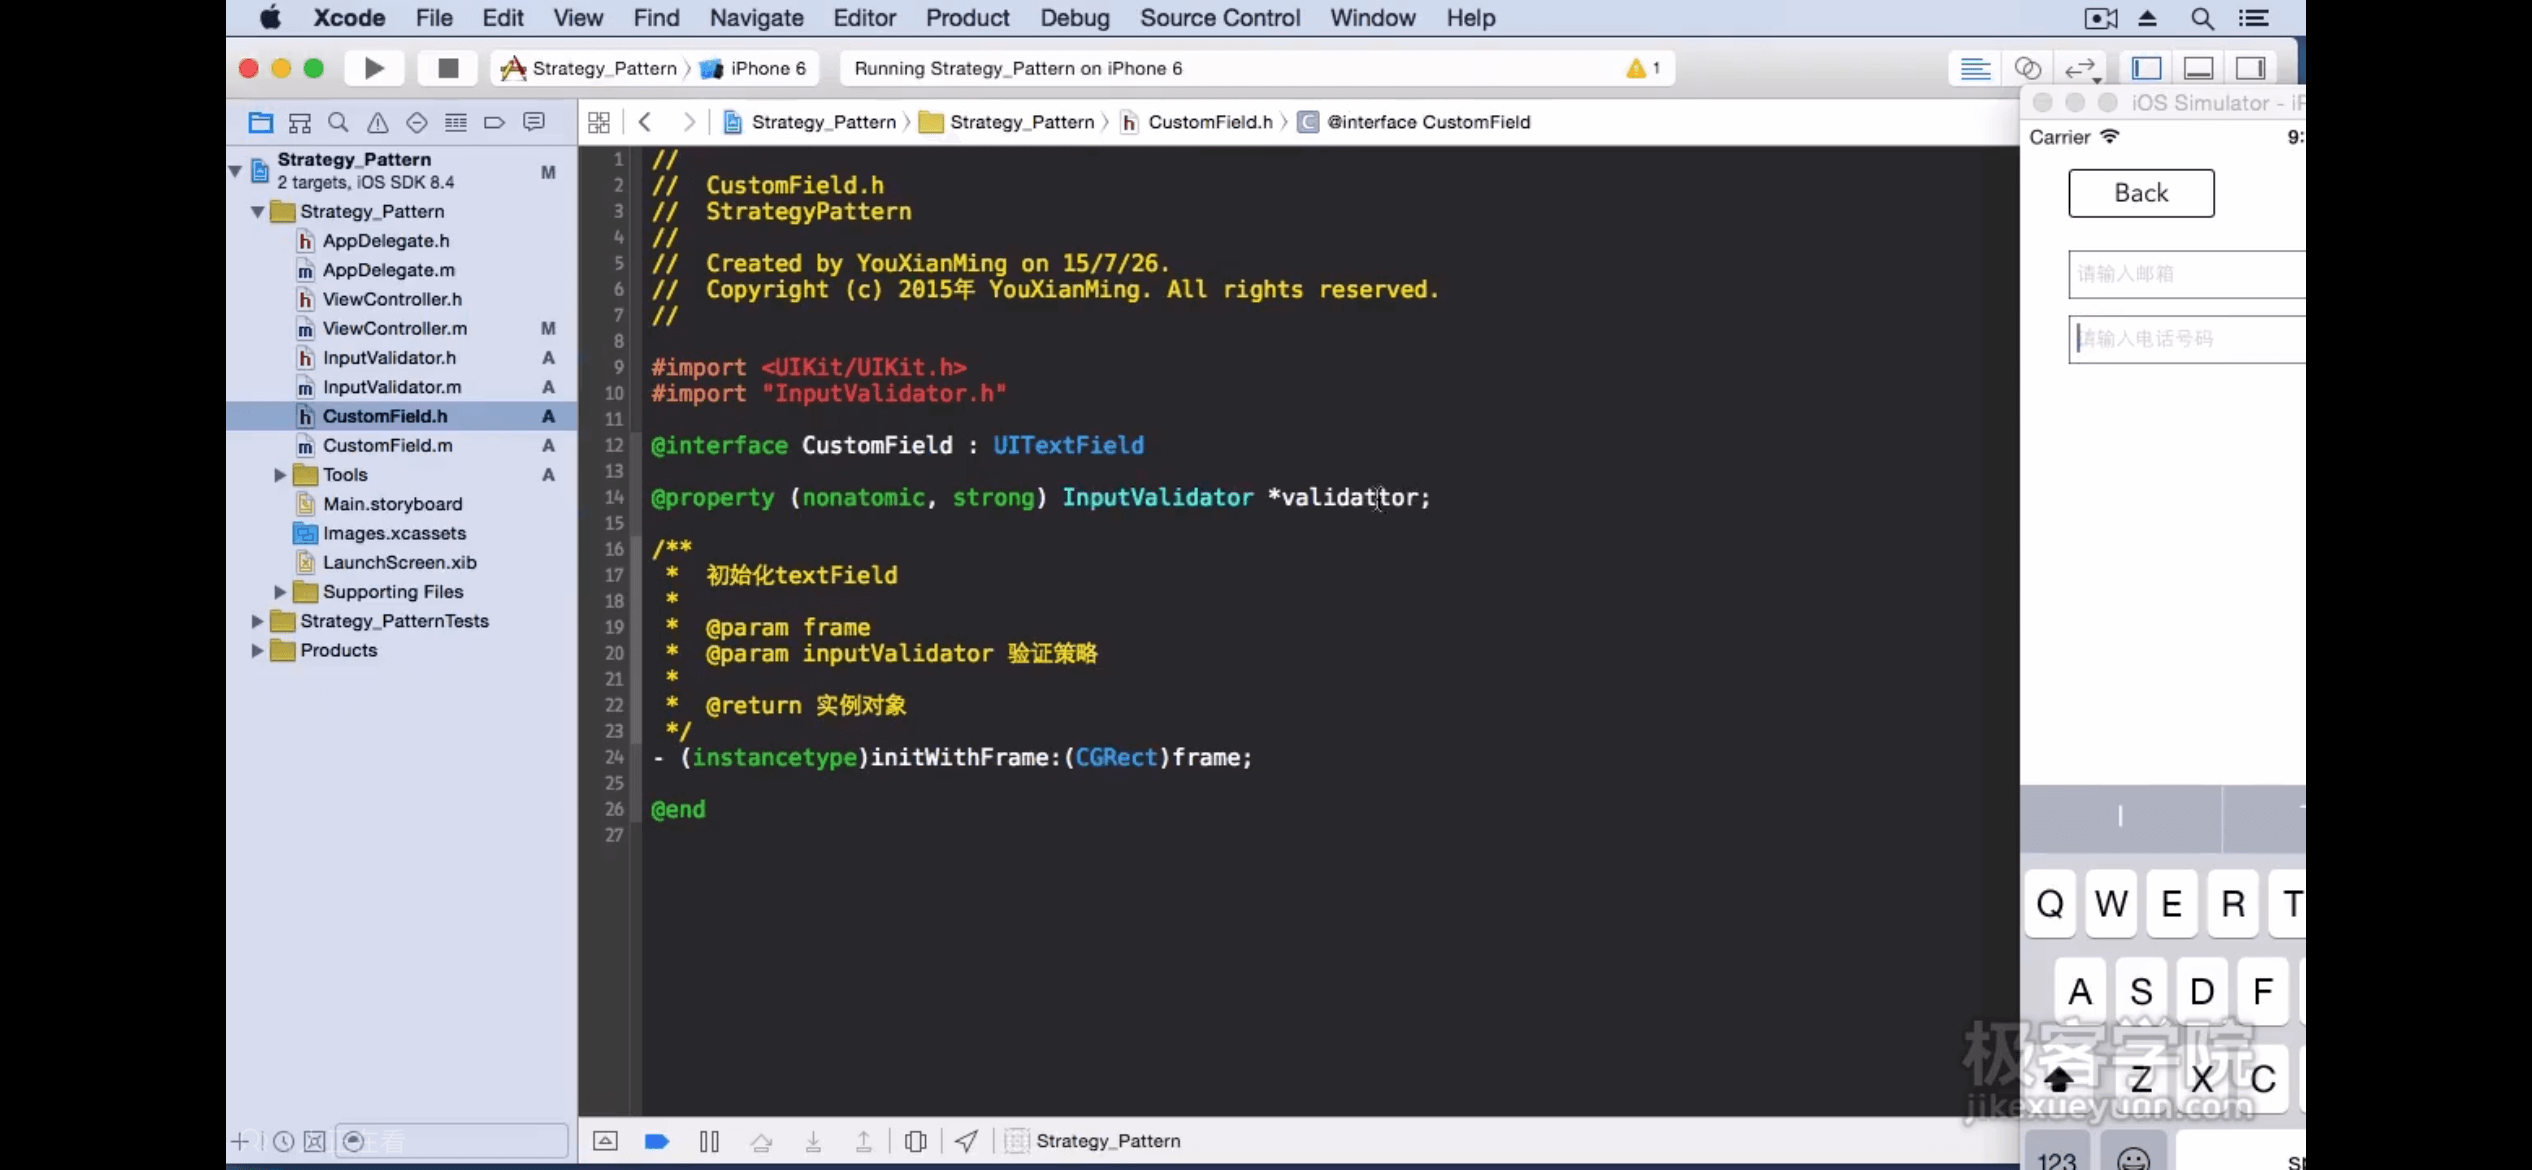 Xcode File Edit View Find Navigate Editor Product Debug Source Control Window Help
Strategy_Pattern iPhone 6 Running Strategy_Pattern on iPhone 6 1
Strategy_Pattern Strategy_Pattern CustomField.h @interface CustomField
Strategy_Pattern M
2 targets, iOS SDK 8.4
Strategy_Pattern
AppDelegate.h
AppDelegate.m
ViewController.h
ViewController.m M
InputValidator.h A
InputValidator.m A
CustomField.h A
CustomField.m A
Tools A
Main.storyboard
Images.xcassets
LaunchScreen.xib
Supporting Files
Strategy_PatternTests
Products
1 //
2 // CustomField.h
3 // StrategyPattern
4 //
5 // Created by YouXianMing on 15/7/26.
6 // Copyright (c) 2015年 YouXianMing. All rights reserved.
7 //
8
9 #import <UIKit/UIKit.h>
10 #import "InputValidator.h"
11
12 @interface CustomField : UITextField
13
14 @property (nonatomic, strong) InputValidator *validattor;
15
16 /**
17 * 初始化textField
18 *
19 * @param frame
20 * @param inputValidator 验证策略
21 *
22 * @return 实例对象
23 */
24 - (instancetype)initWithFrame:(CGRect)frame;
25
26 @end
27
Strategy_Pattern
iOS Simulator - iP
Carrier 9:
Back
请输入邮箱
请输入电话号码
I
Q W E R T
A S D F
Z X C
123
极客学院
jikexueyuan.com